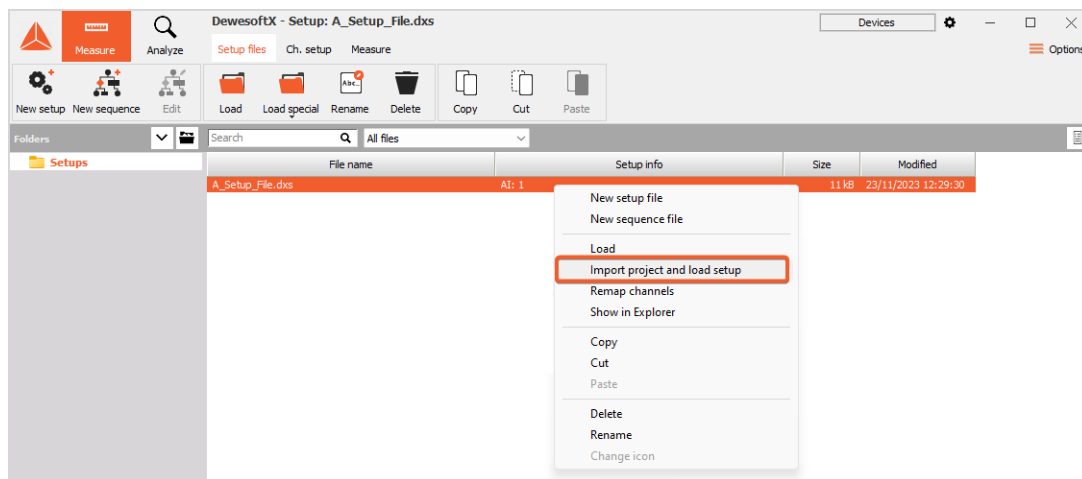 DewesoftX - Setup: A_Setup_File.dxs
Devices
Measure
Analyze
Setup files
Ch. setup
Measure
Options
New setup
New sequence
Edit
Load
Load special
Abc..
Rename
Delete
Copy
Cut
Paste
Folders
Search
All files
Setups
File name
Setup info
Size
Modified
A_Setup_File.dxs
AI: 1
11 kB
23/11/2023 12:29:30
New setup file
New sequence file
Load
Import project and load setup
Remap channels
Show in Explorer
Copy
Cut
Paste
Delete
Rename
Change icon